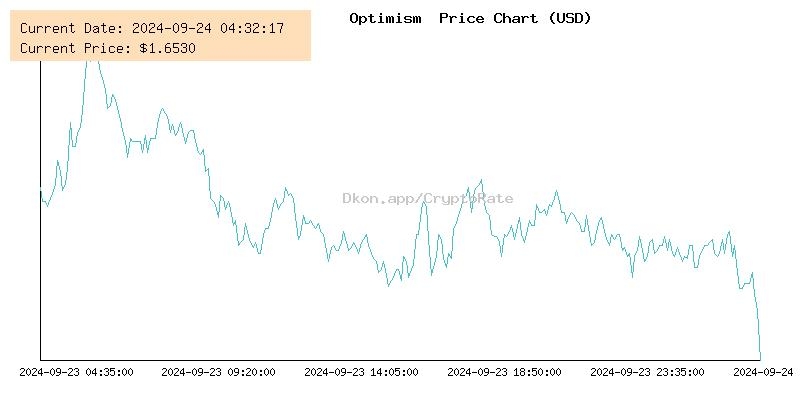 Optimism  Price Chart (USD)
Current Date: 2024-09-24 04:32:17
Current Price: $1.6530
Dkon.app/CryptoRate
2024-09-23 04:35:00 2024-09-23 09:20:00 2024-09-23 14:05:00 2024-09-23 18:50:00 2024-09-23 23:35:00 2024-09-24